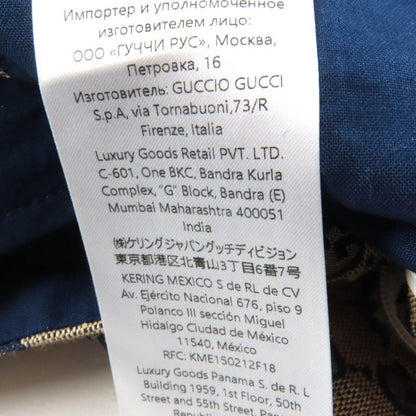 Импортер и уполномоченное
изготовителем лицо:
ООО «ГУЧЧИ РУС», Москва,
Петровка, 16
Изготовитель: GUCCIO GUCCI
S.p.A, via Tornabuoni,73/R
Firenze, Italia
Luxury Goods Retail PVT. LTD.
C-601, One BKC, Bandra Kurla
Complex, "G" Block, Bandra (E)
Mumbai Maharashtra 400051
India
㈱ケリングジャパングッチディビジョン
東京都港区北青山3丁目6番7号
KERING MEXICO S de RL de CV
Av. Ejército Nacional 676, piso 9
Polanco III sección Miguel
Hidalgo Ciudad de México
11540, México
RFC: KME150212F18
Luxury Goods Panama S. de R. L
Building 1959, 1st Floor, 50th
Street and 55th Street, Panam